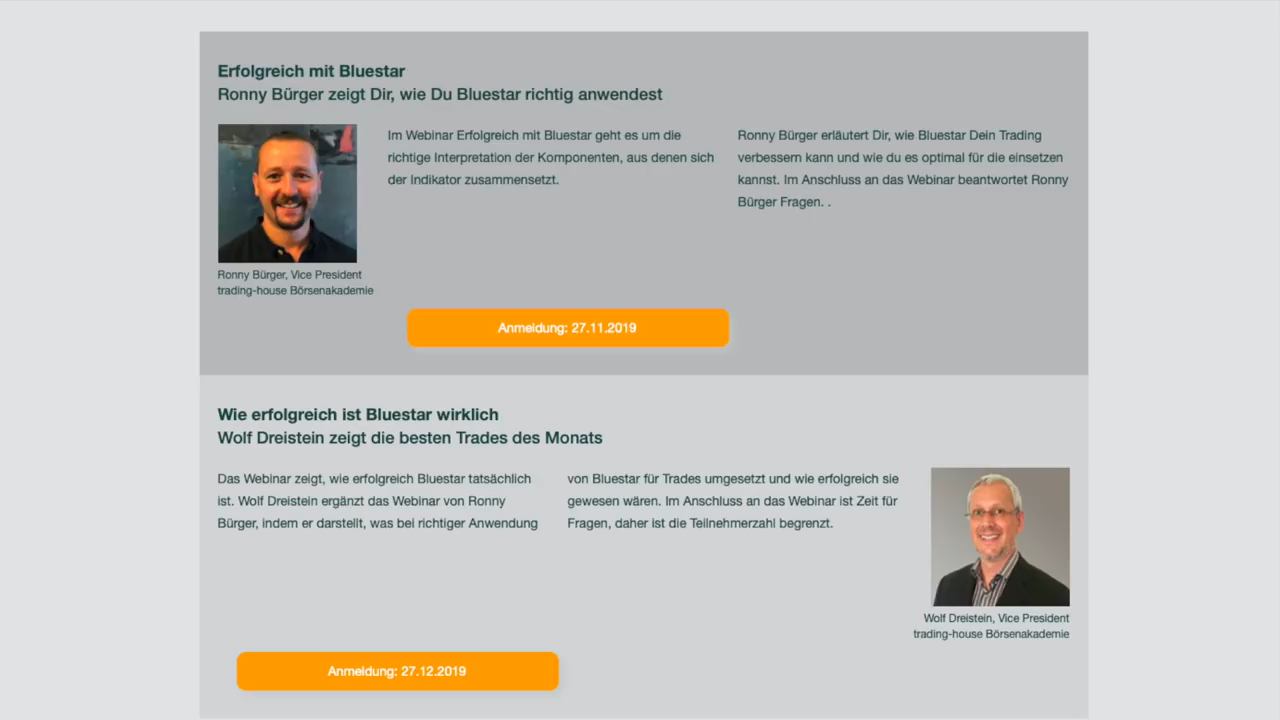 Erfolgreich mit Bluestar
Ronny Bürger zeigt Dir, wie Du Bluestar richtig anwendest
Im Webinar Erfolgreich mit Bluestar geht es um die
richtige Interpretation der Komponenten, aus denen sich
der Indikator zusammensetzt.
Ronny Bürger erläutert Dir, wie Bluestar Dein Trading
verbessern kann und wie du es optimal für die einsetzen
kannst. Im Anschluss an das Webinar beantwortet Ronny
Bürger Fragen. .
Ronny Bürger, Vice President
trading-house Börsenakademie
Anmeldung: 27.11.2019
Wie erfolgreich ist Bluestar wirklich
Wolf Dreistein zeigt die besten Trades des Monats
Das Webinar zeigt, wie erfolgreich Bluestar tatsächlich
ist. Wolf Dreistein ergänzt das Webinar von Ronny
Bürger, indem er darstellt, was bei richtiger Anwendung
von Bluestar für Trades umgesetzt und wie erfolgreich sie
gewesen wären. Im Anschluss an das Webinar ist Zeit für
Fragen, daher ist die Teilnehmerzahl begrenzt.
Wolf Dreistein, Vice President
trading-house Börsenakademie
Anmeldung: 27.12.2019